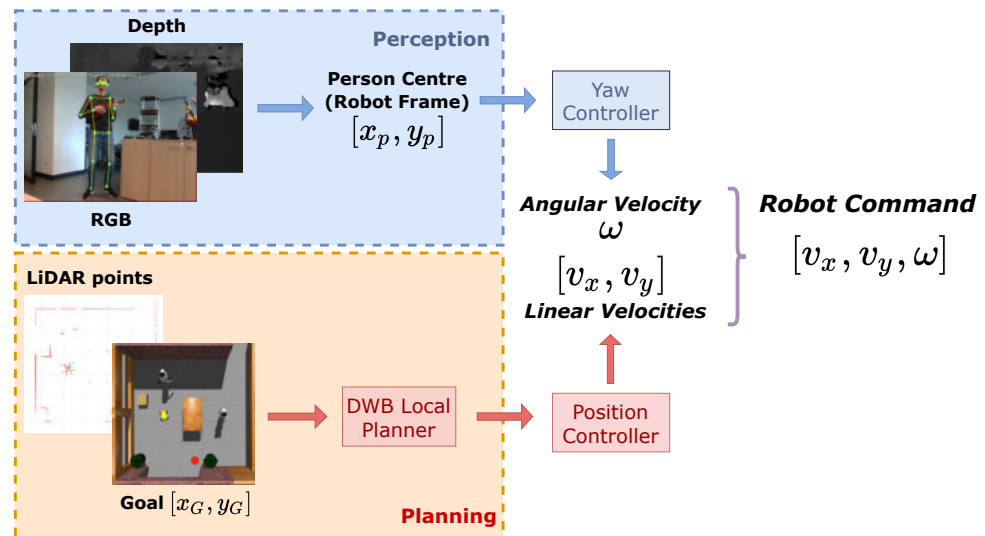 Depth
Perception
Person Centre
(Robot Frame)
[x_p, y_p]
RGB
Yaw
Controller
Angular Velocity
ω
[v_x, v_y]
Linear Velocities
Robot Command
[v_x, v_y, ω]
LiDAR points
DWB Local
Planner
Position
Controller
Goal [x_G, y_G]
Planning